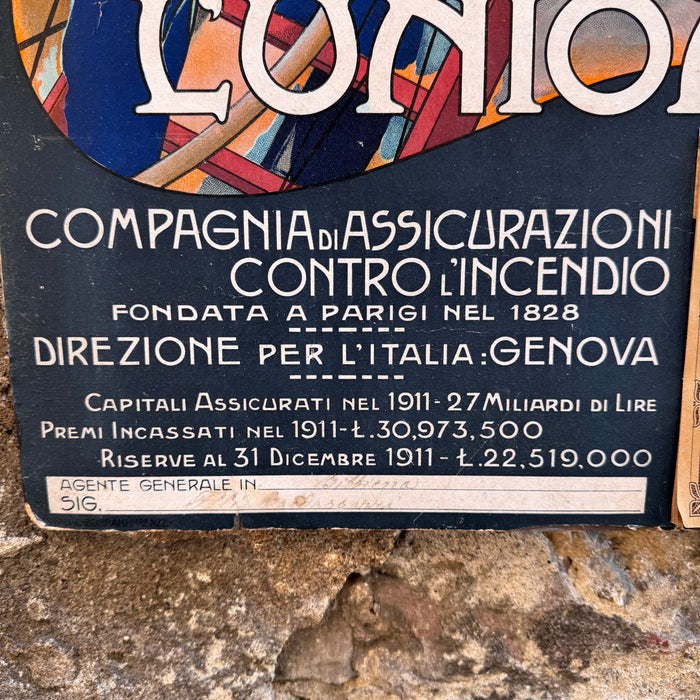 L'UNION
COMPAGNIA DI ASSICURAZIONI
CONTRO L'INCENDIO
FONDATA A PARIGI NEL 1828
DIREZIONE PER L'ITALIA: GENOVA
CAPITALI ASSICURATI NEL 1911 - 27 MILIARDI DI LIRE
PREMI INCASSATI NEL 1911 - Ł. 30,973,500
RISERVE AL 31 DICEMBRE 1911 - Ł. 22,519,000
AGENTE GENERALE IN Bibbiena
SIG.